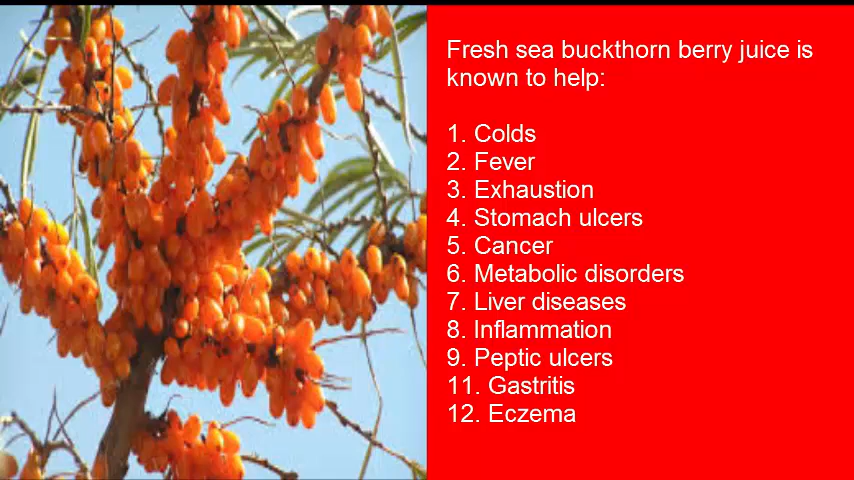 Fresh sea buckthorn berry juice is
known to help:
1. Colds
2. Fever
3. Exhaustion
4. Stomach ulcers
5. Cancer
6. Metabolic disorders
7. Liver diseases
8. Inflammation
9. Peptic ulcers
11. Gastritis
12. Eczema